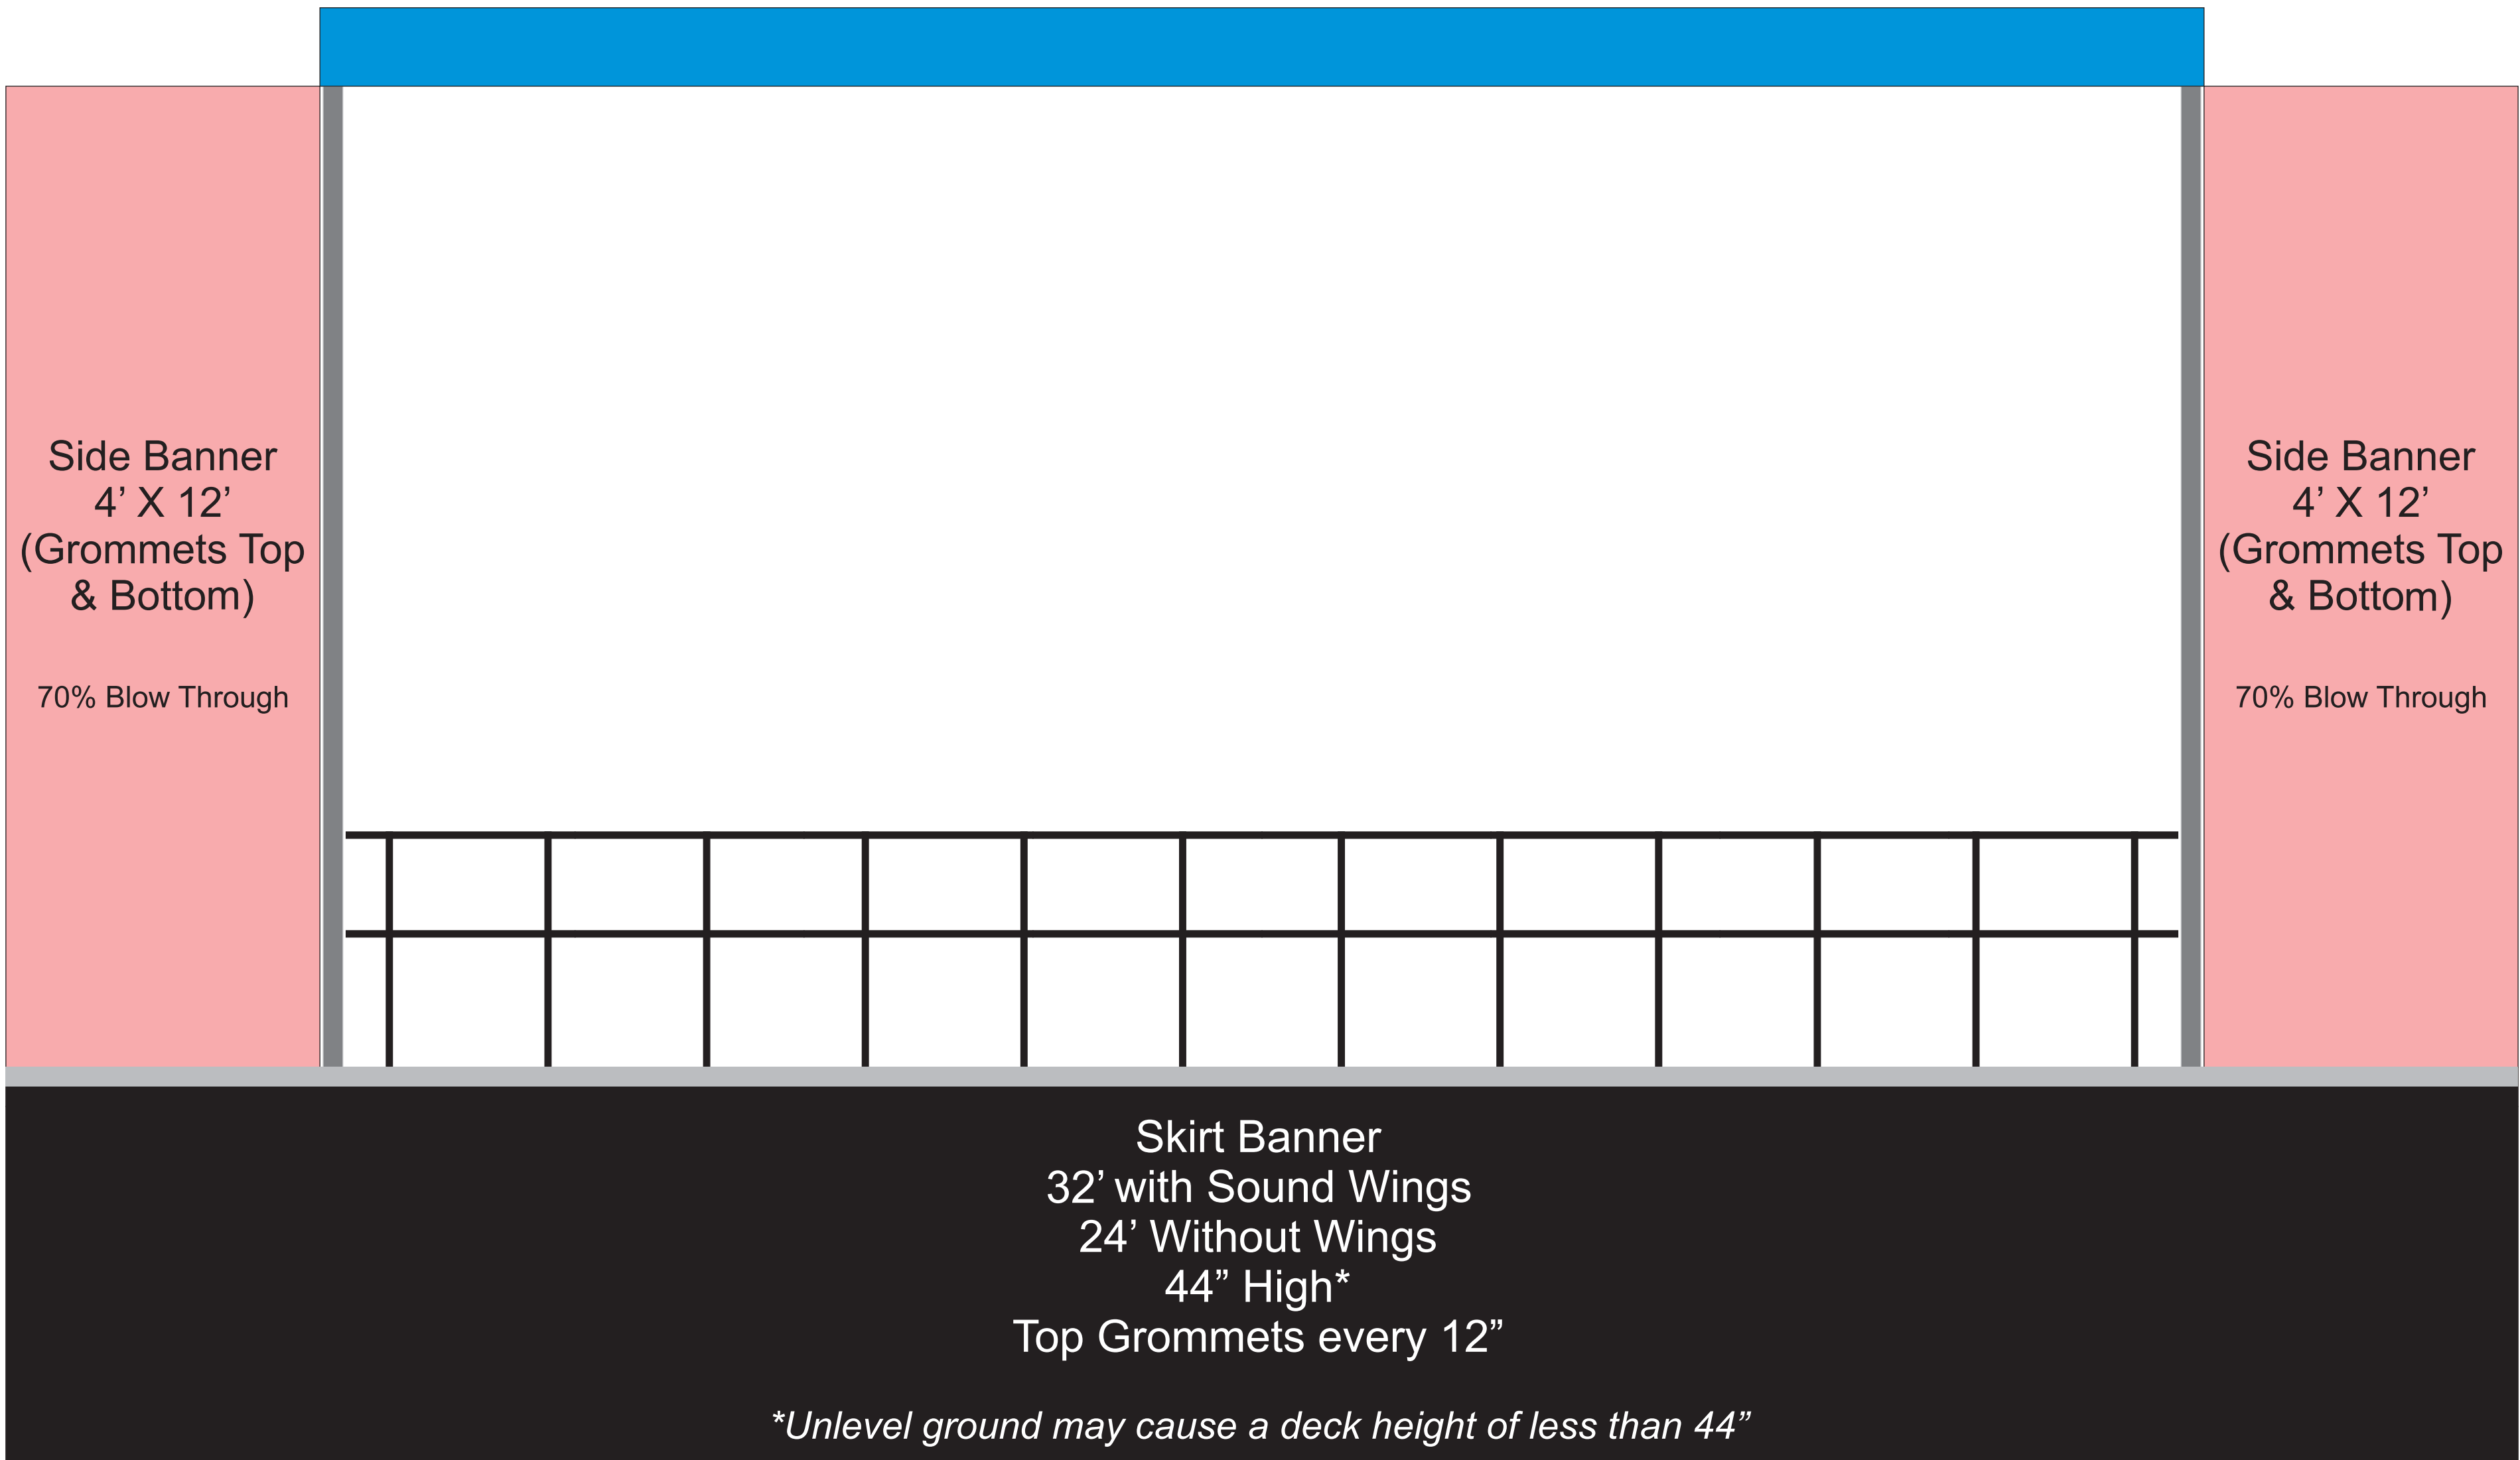 Side Banner
4’ X 12’
(Grommets Top
& Bottom)
70% Blow Through
Side Banner
4’ X 12’
(Grommets Top
& Bottom)
70% Blow Through
Skirt Banner
32’ with Sound Wings
24’ Without Wings
44” High*
Top Grommets every 12”
*Unlevel ground may cause a deck height of less than 44”